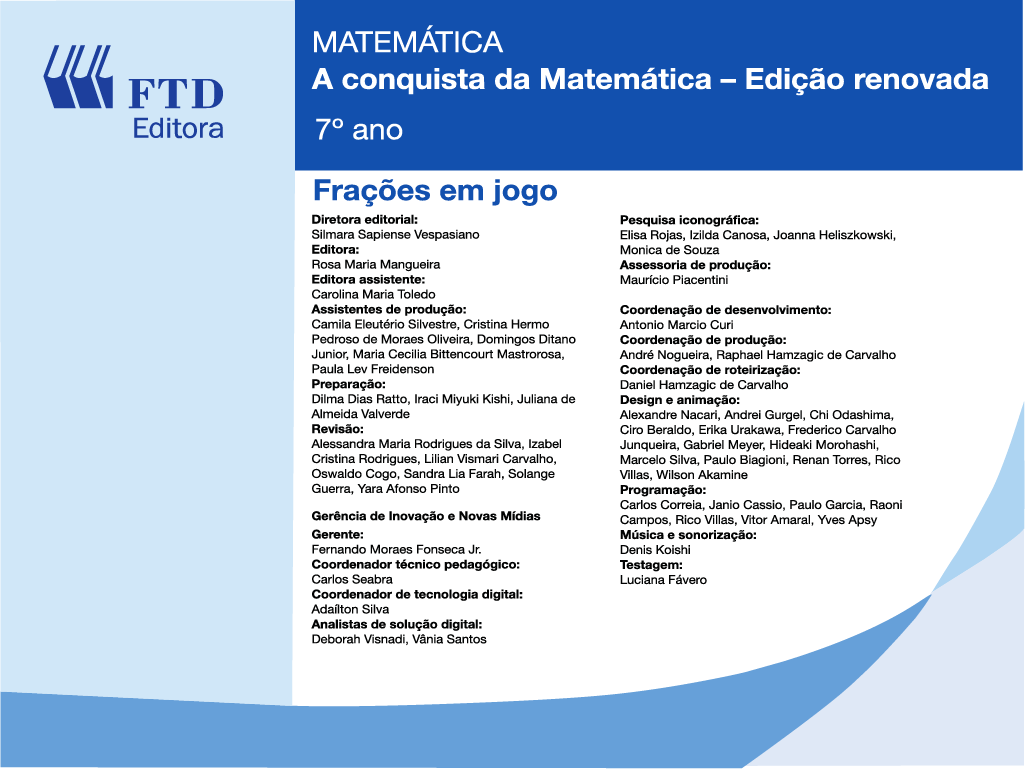 FTD
Editora
MATEMÁTICA
A conquista da Matemática – Edição renovada
7º ano
Frações em jogo
Diretora editorial:
Silmara Sapiense Vespasiano
Editora:
Rosa Maria Mangueira
Editora assistente:
Carolina Maria Toledo
Assistentes de produção:
Camila Eleutério Silvestre, Cristina Hermo
Pedroso de Moraes Oliveira, Domingos Ditano
Junior, Maria Cecilia Bittencourt Mastrorosa,
Paula Lev Freidenson
Preparação:
Dilma Dias Ratto, Iraci Miyuki Kishi, Juliana de
Almeida Valverde
Revisão:
Alessandra Maria Rodrigues da Silva, Izabel
Cristina Rodrigues, Lilian Vismari Carvalho,
Oswaldo Cogo, Sandra Lia Farah, Solange
Guerra, Yara Afonso Pinto
Gerência de Inovação e Novas Mídias
Gerente:
Fernando Moraes Fonseca Jr.
Coordenador técnico pedagógico:
Carlos Seabra
Coordenador de tecnologia digital:
Adaílton Silva
Analistas de solução digital:
Deborah Visnadi, Vânia Santos
Pesquisa iconográfica:
Elisa Rojas, Izilda Canosa, Joanna Heliszkowski,
Monica de Souza
Assessoria de produção:
Maurício Piacentini
Coordenação de desenvolvimento:
Antonio Marcio Curi
Coordenação de produção:
André Nogueira, Raphael Hamzagic de Carvalho
Coordenação de roteirização:
Daniel Hamzagic de Carvalho
Design e animação:
Alexandre Nacari, Andrei Gurgel, Chi Odashima,
Ciro Beraldo, Erika Urakawa, Frederico Carvalho
Junqueira, Gabriel Meyer, Hideaki Morohashi,
Marcelo Silva, Paulo Biagioni, Renan Torres, Rico
Villas, Wilson Akamine
Programação:
Carlos Correia, Janio Cassio, Paulo Garcia, Raoni
Campos, Rico Villas, Vitor Amaral, Yves Apsy
Música e sonorização:
Denis Koishi
Testagem:
Luciana Fávero